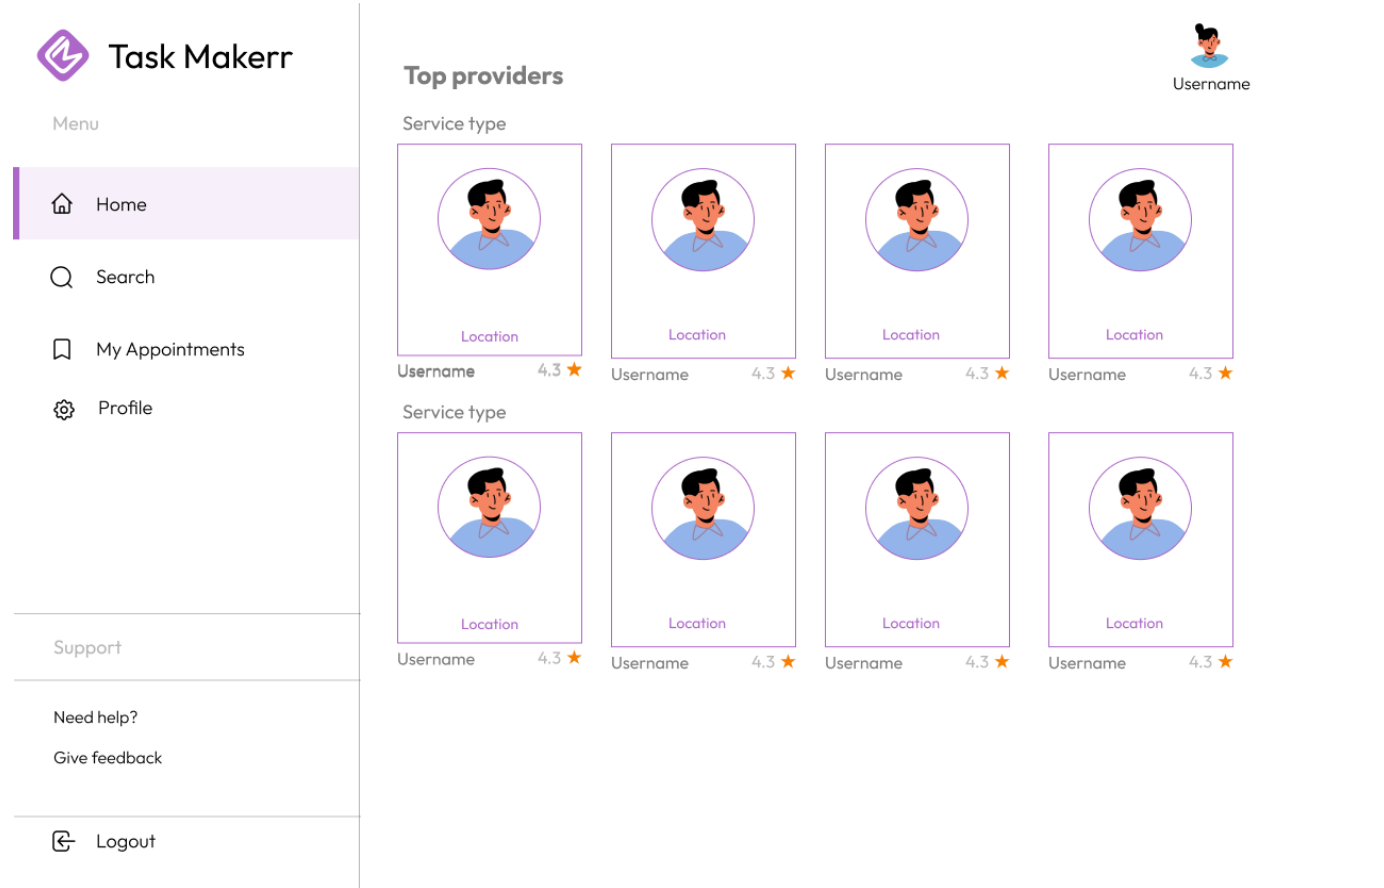 Task Makerr
Menu
Home
Search
My Appointments
Profile
Support
Need help?
Give feedback
Logout
Username
Top providers
Service type
Location Location Location Location
Username 4.3 Username 4.3 Username 4.3 Username 4.3
Service type
Location Location Location Location
Username 4.3 Username 4.3 Username 4.3 Username 4.3